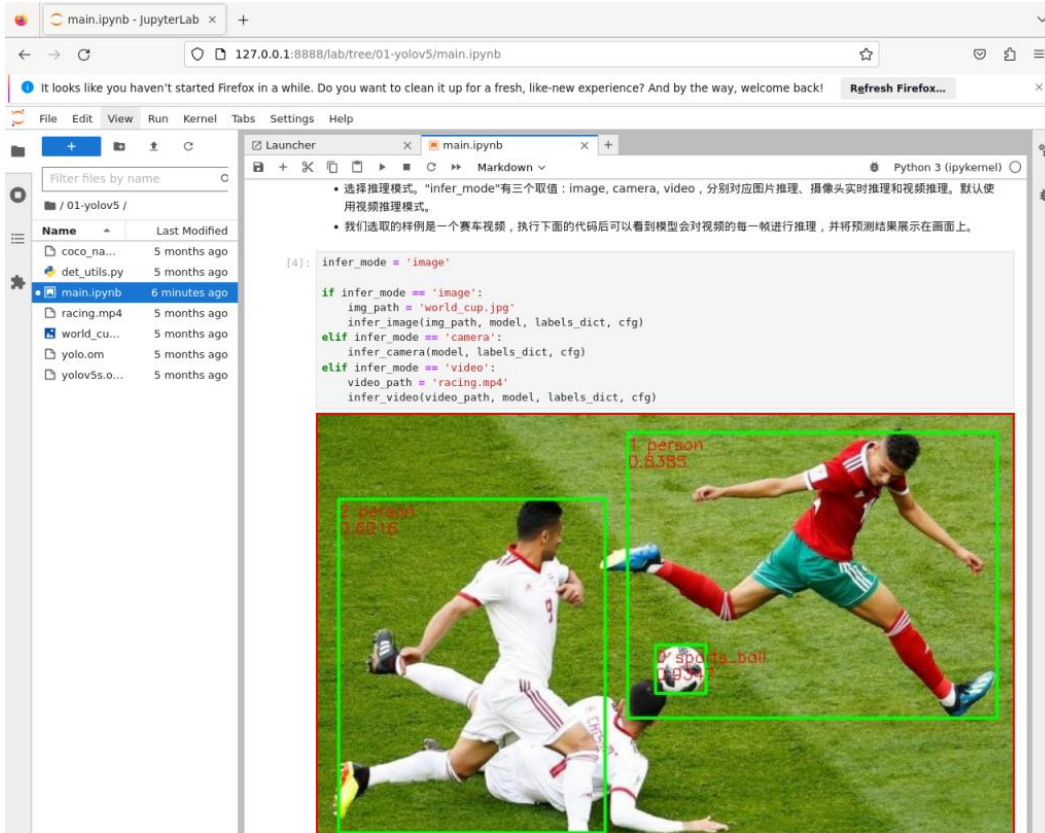 main.ipynb - JupyterLab × +
127.0.0.1:8888/lab/tree/01-yolov5/main.ipynb
It looks like you haven't started Firefox in a while. Do you want to clean it up for a fresh, like-new experience? And by the way, welcome back! Refresh Firefox...
File Edit View Run Kernel Tabs Settings Help
Launcher × main.ipynb × +
Markdown Python 3 (ipykernel)
Filter files by name
/ 01-yolov5 /
Name Last Modified
coco_na... 5 months ago
det_utils.py 5 months ago
main.ipynb 6 minutes ago
racing.mp4 5 months ago
world_cu... 5 months ago
yolo.om 5 months ago
yolov5s.o... 5 months ago
• 选择推理模式。"infer_mode"有三个取值：image, camera, video，分别对应图片推理、摄像头实时推理和视频推理。默认使
用视频推理模式。
• 我们选取的样例是一个赛车视频，执行下面的代码后可以看到模型会对视频的每一帧进行推理，并将预测结果展示在画面上。
[4]: infer_mode = 'image'
if infer_mode == 'image':
img_path = 'world_cup.jpg'
infer_image(img_path, model, labels_dict, cfg)
elif infer_mode == 'camera':
infer_camera(model, labels_dict, cfg)
elif infer_mode == 'video':
video_path = 'racing.mp4'
infer_video(video_path, model, labels_dict, cfg)
1 person
0.8385
2 person
sports_ball
9